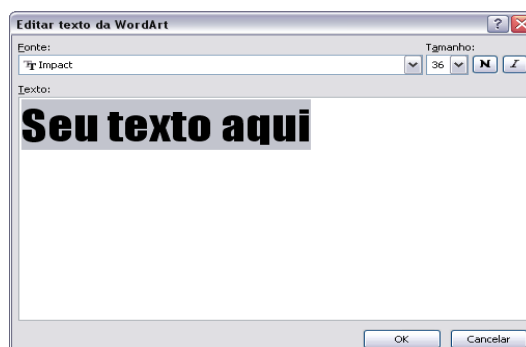 Editar texto da WordArt
Fonte: Tamanho:
Impact 36 N I
Texto:
Seu texto aqui
OK Cancelar